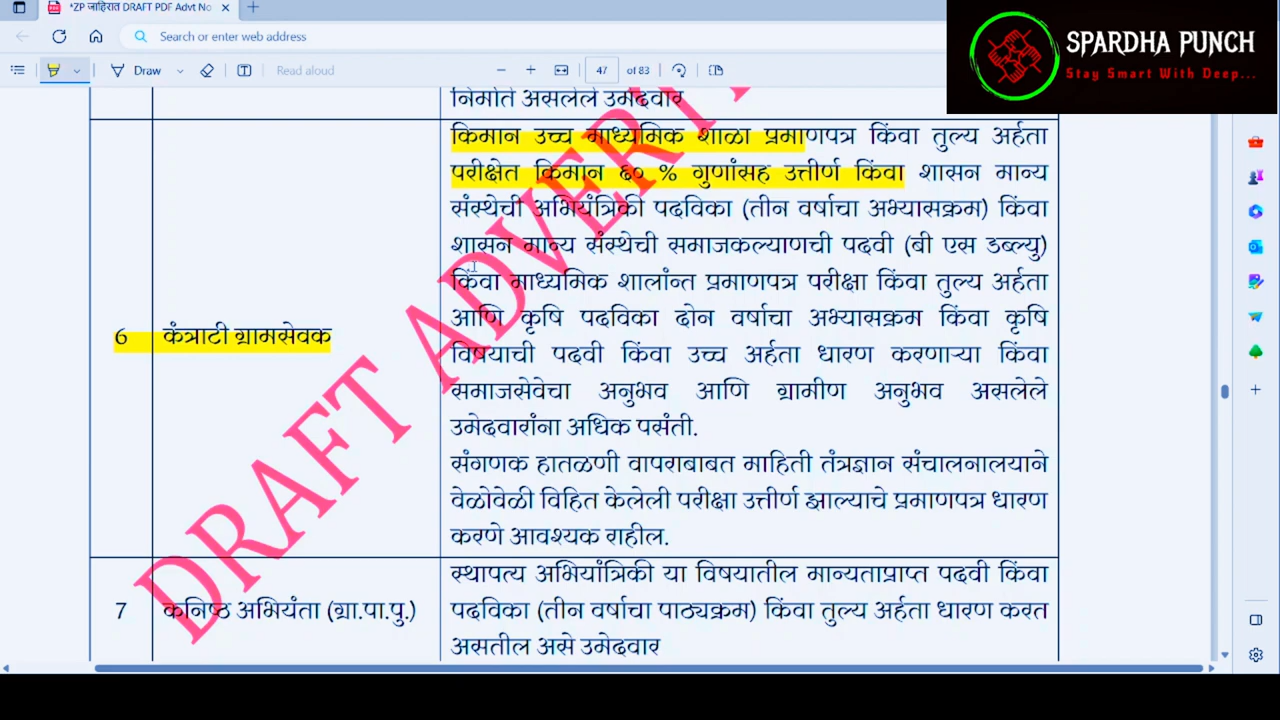 *ZP जाहिरात DRAFT PDF Advt No
Search or enter web address
SPARDHA PUNCH
Stay Smart With Deep...
Draw
Read aloud
47 of 83
निर्माते असलेले उमेदवार
6 कंत्राटी ग्रामसेवक
किमान उच्च माध्यमिक शाळा प्रमाणपत्र किंवा तुल्य अर्हता
परीक्षेत किमान ६० % गुणांसह उत्तीर्ण किंवा शासन मान्य
संस्थेची अभियंत्रिकी पदविका (तीन वर्षाचा अभ्यासक्रम) किंवा
शासन मान्य संस्थेची समाजकल्याणची पदवी (बी एस डब्ल्यु)
किंवा माध्यमिक शालांन्त प्रमाणपत्र परीक्षा किंवा तुल्य अर्हता
आणि कृषि पदविका दोन वर्षाचा अभ्यासक्रम किंवा कृषि
विषयाची पदवी किंवा उच्च अर्हता धारण करणाऱ्या किंवा
समाजसेवेचा अनुभव आणि ग्रामीण अनुभव असलेले
उमेदवारांना अधिक पसंती.
संगणक हातळणी वापराबाबत माहिती तंत्रज्ञान संचालनालयाने
वेळोवेळी विहित केलेली परीक्षा उत्तीर्ण झाल्याचे प्रमाणपत्र धारण
करणे आवश्यक राहील.
7 कनिष्ठ अभियंता (ग्रा.पा.पु.)
स्थापत्य अभियांत्रिकी या विषयातील मान्यताप्राप्त पदवी किंवा
पदविका (तीन वर्षाचा पाठ्यक्रम) किंवा तुल्य अर्हता धारण करत
असतील असे उमेदवार
DRAFT ADVERTI